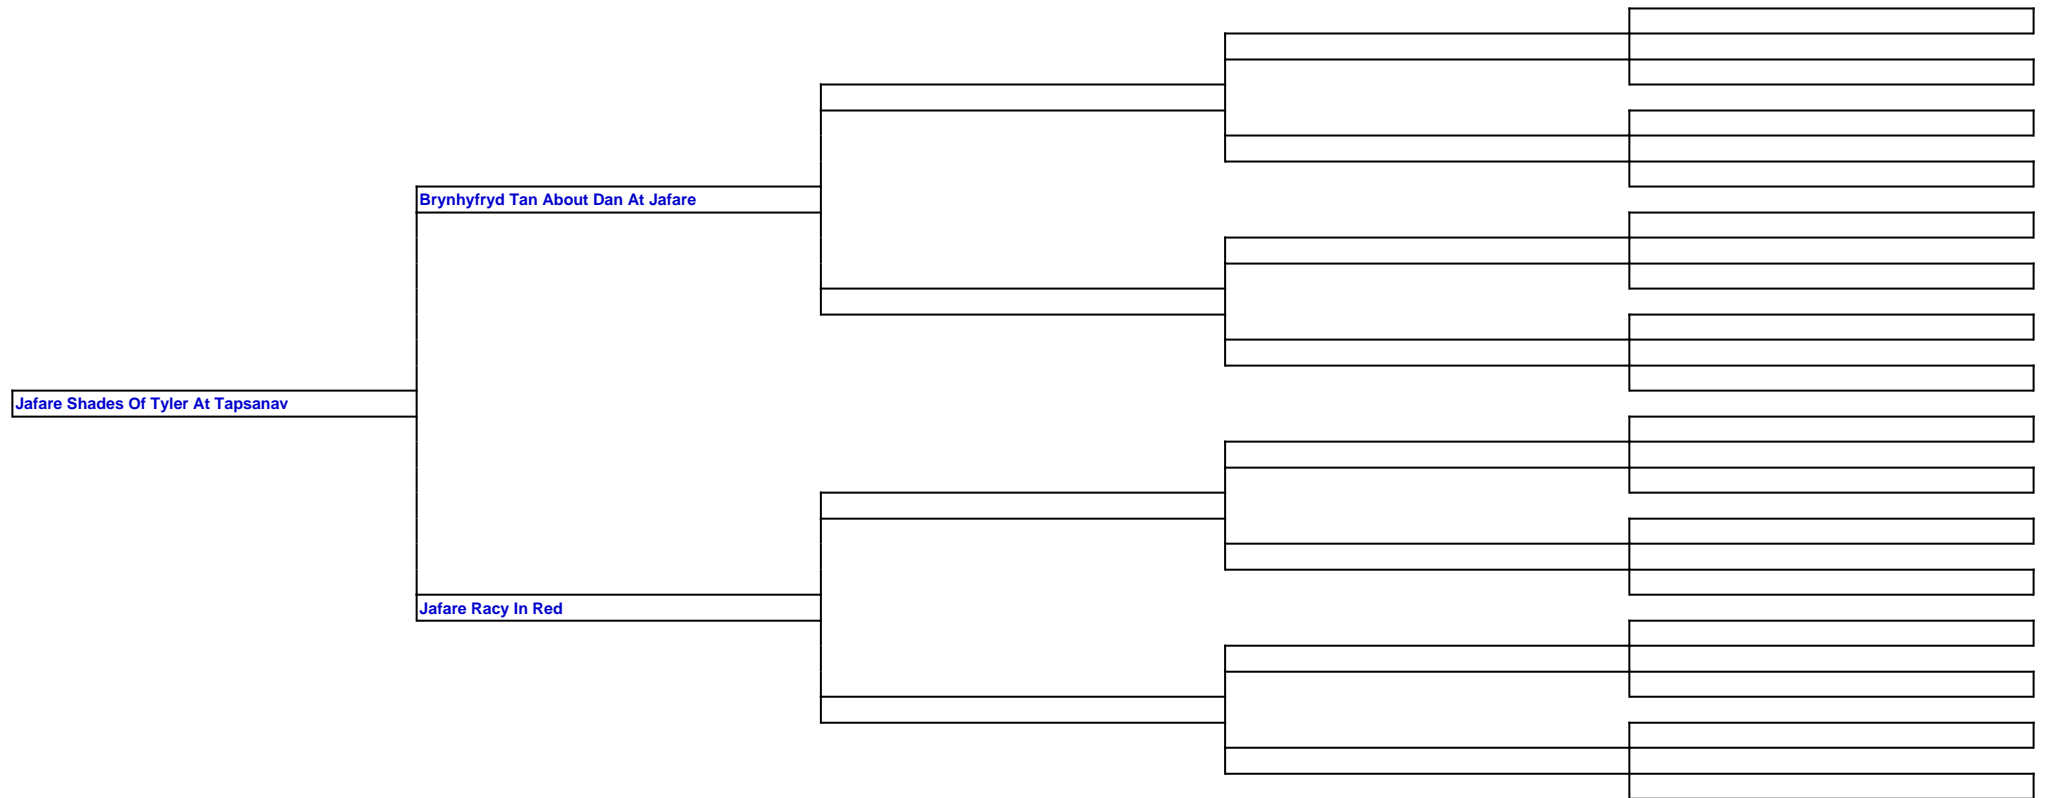 Brynhyfryd Tan About Dan At Jafare
Jafare Shades Of Tyler At Tapsanav
Jafare Racy In Red